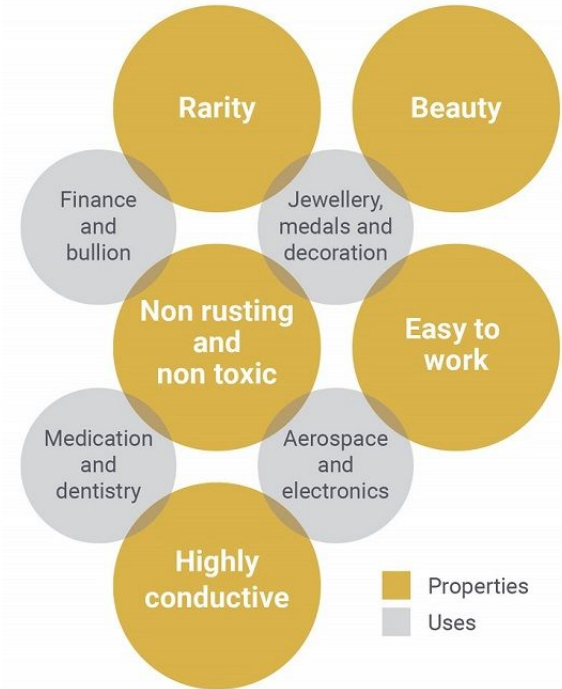 Rarity
Beauty
Finance
and
bullion
Jewellery,
medals and
decoration
Non rusting
and
non toxic
Easy to
work
Medication
and
dentistry
Aerospace
and
electronics
Highly
conductive
Properties
Uses